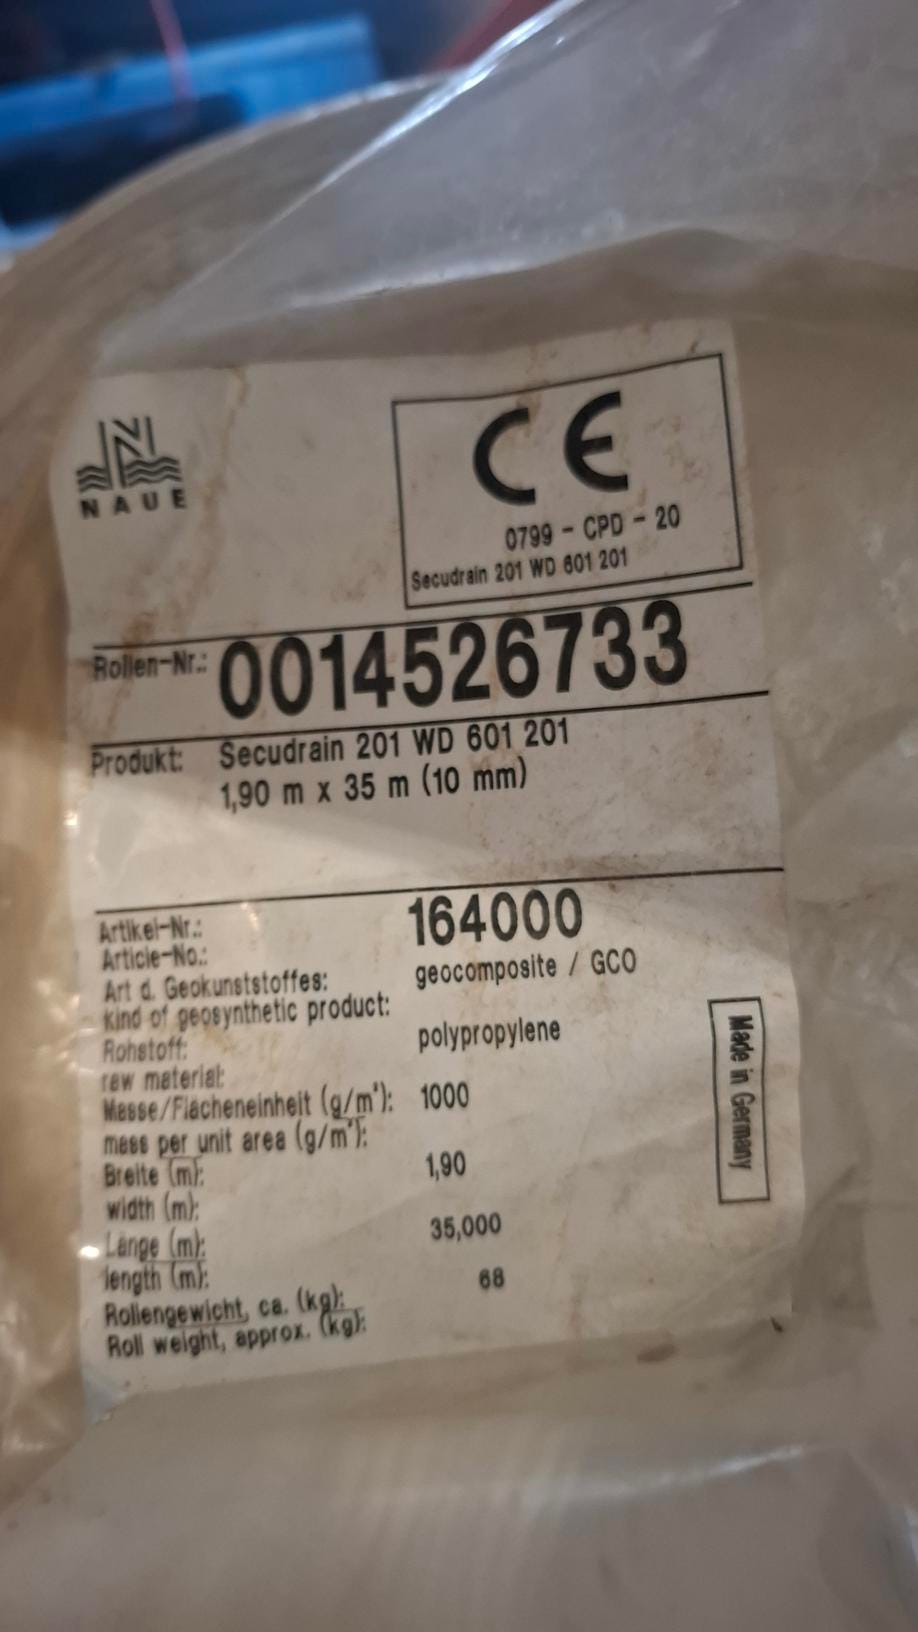 NAUE
CE
0799 - CPD - 20
Secudrain 201 WD 601 201
Rollen-Nr.: 0014526733
Produkt: Secudrain 201 WD 601 201
1,90 m x 35 m (10 mm)
Artikel-Nr.: 164000
Article-No.:
Art d. Geokunststoffes: geocomposite / GCO
kind of geosynthetic product:
Rohstoff: polypropylene
raw material:
Masse/Flächeneinheit (g/m²): 1000
mass per unit area (g/m²):
Breite (m): 1,90
width (m):
Länge (m): 35,000
length (m):
Rollengewicht, ca. (kg): 68
Roll weight, approx. (kg):
Made in Germany